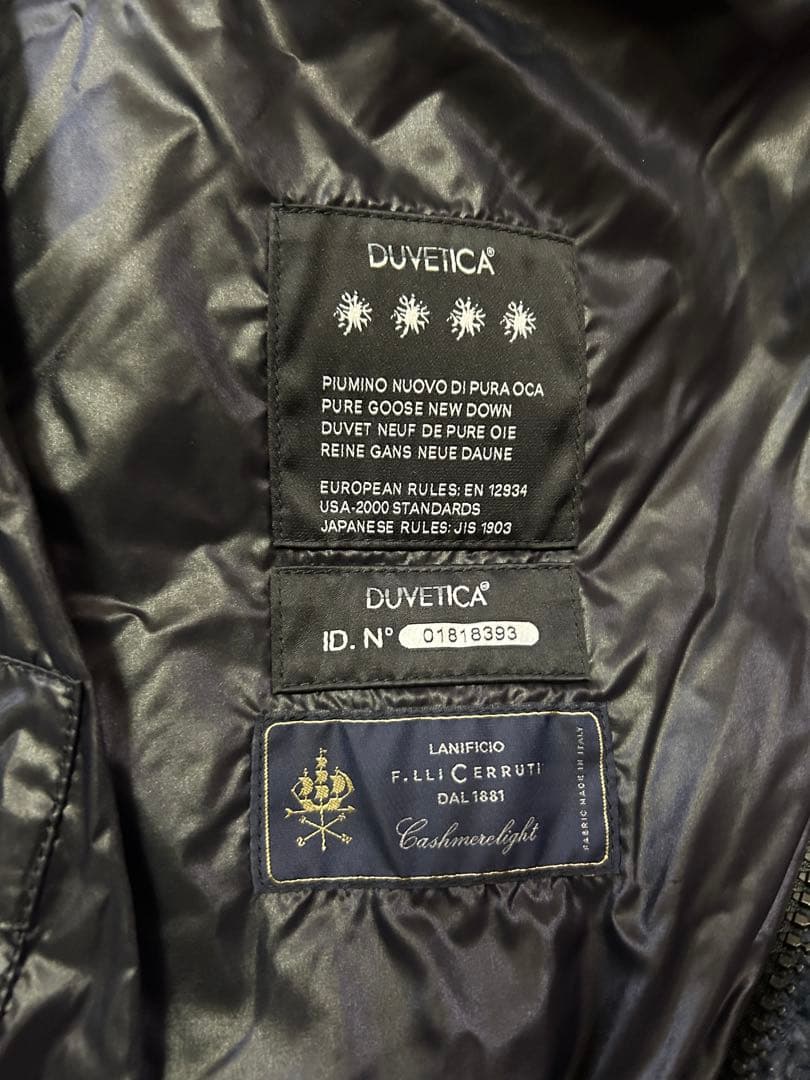 DUVETICA®
PIUMINO NUOVO DI PURA OCA
PURE GOOSE NEW DOWN
DUVET NEUF DE PURE OIE
REINE GANS NEUE DAUNE
EUROPEAN RULES: EN 12934
USA-2000 STANDARDS
JAPANESE RULES: JIS 1903
DUVETICA®
ID. N° 01818393
LANIFICIO
F.LLI CERRUTI
DAL 1881
Cashmerelight
FABRIC MADE IN ITALY